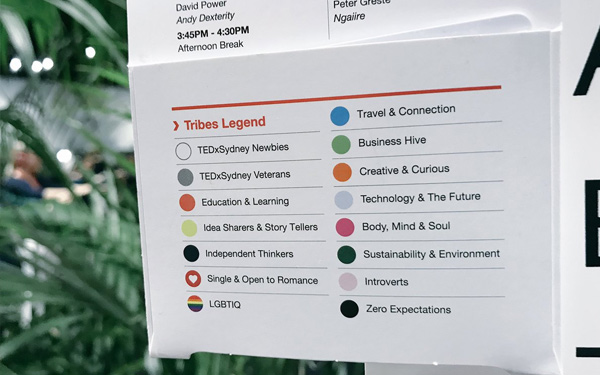 David Power
Andy Dexterity
3:45PM - 4:30PM
Afternoon Break
Peter Greste
Ngaiire
Tribes Legend
TEDxSydney Newbies
TEDxSydney Veterans
Education & Learning
Idea Sharers & Story Tellers
Independent Thinkers
Single & Open to Romance
LGBTIQ
Travel & Connection
Business Hive
Creative & Curious
Technology & The Future
Body, Mind & Soul
Sustainability & Environment
Introverts
Zero Expectations